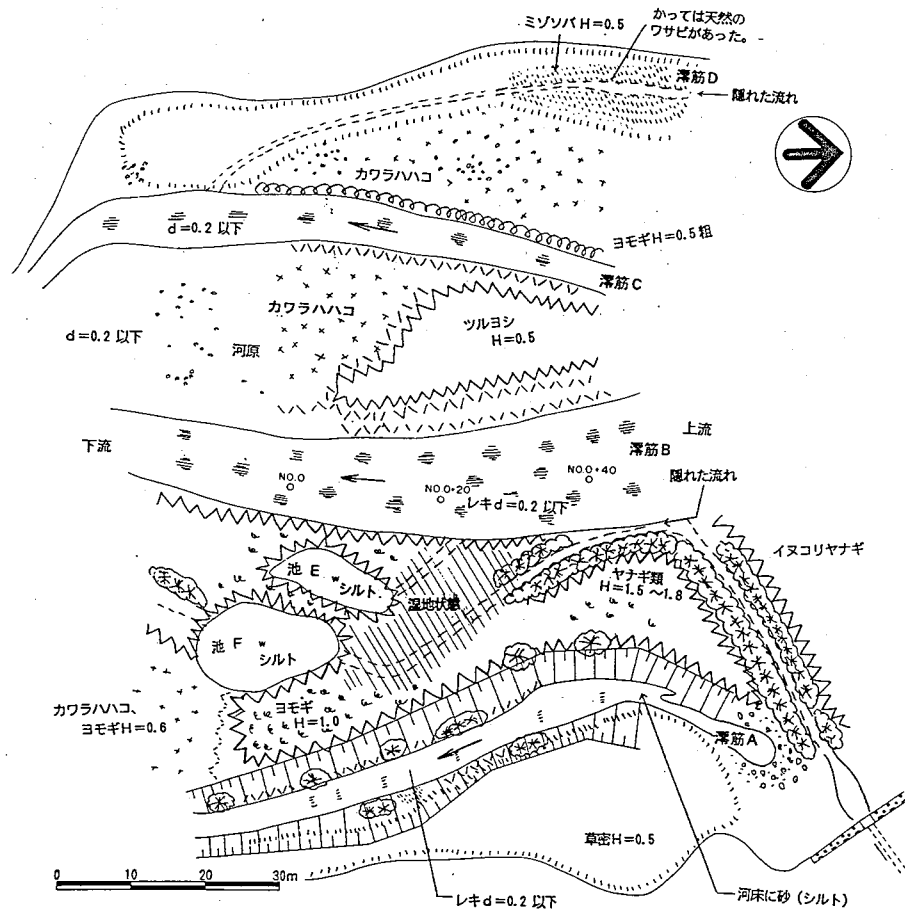 ミゾソバ H＝0.5
かっては天然の
ワサビがあった。
澪筋D
隠れた流れ
カワラハハコ
ヨモギH＝0.5 粗
d＝0.2 以下
澪筋C
カワラハハコ
ツルヨシ
H＝0.5
d＝0.2 以下
河原
下流
上流
澪筋B
NO.0
NO.0+20
NO.0+40
レキd＝0.2 以下
隠れた流れ
イヌコリヤナギ
池 E w
シルト
湿地状態
ヤナギ類
H＝1.5 〜1.8
池 F w
シルト
カワラハハコ、
ヨモギH＝0.6
ヨモギ
H＝1.0
澪筋A
草密H＝0.5
0 10 20 30m
レキd＝0.2 以下
河床に砂（シルト）